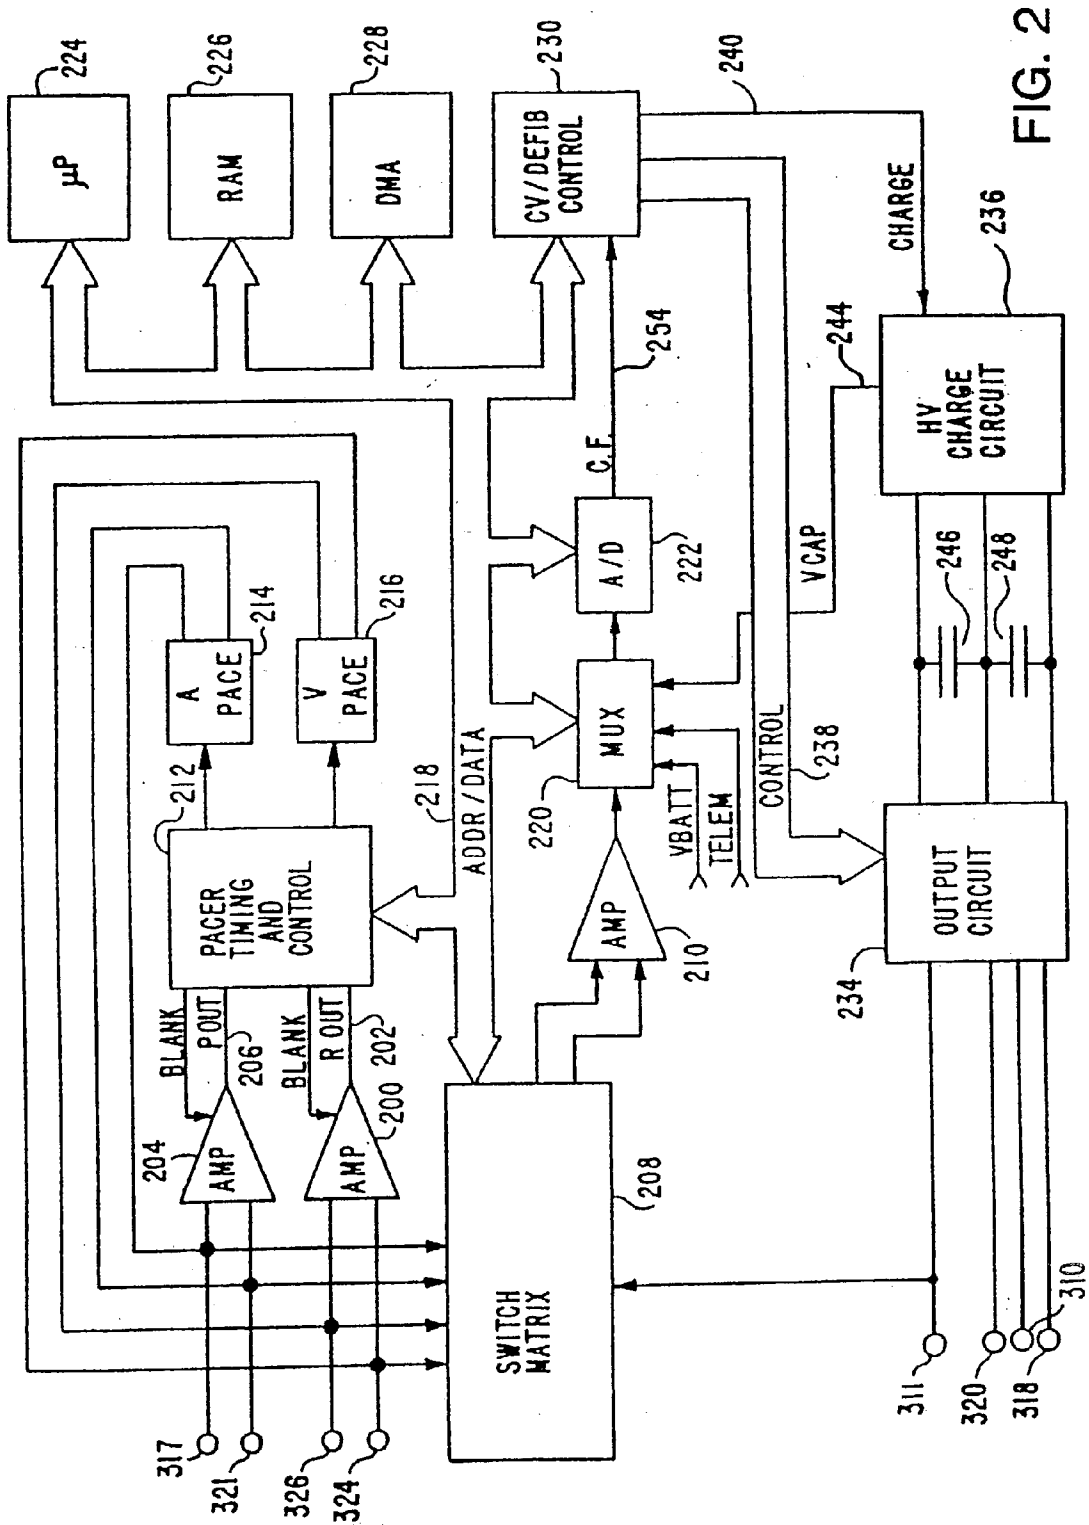 317
321
326
324
204
AMP
AMP
200
BLANK
POUT
206
BLANK
R OUT
202
PACER
TIMING
AND
CONTROL
212
A
PACE
214
V
PACE
216
218
ADDR/DATA
μP
224
RAM
226
DMA
228
CV/DEFIB
CONTROL
230
SWITCH
MATRIX
208
AMP
210
MUX
220
A/D
222
C.F.
254
VBATT
TELEM
CONTROL
238
VCAP
244
240
CHARGE
HV
CHARGE
CIRCUIT
236
246
248
OUTPUT
CIRCUIT
234
311
320
310
318
FIG. 2